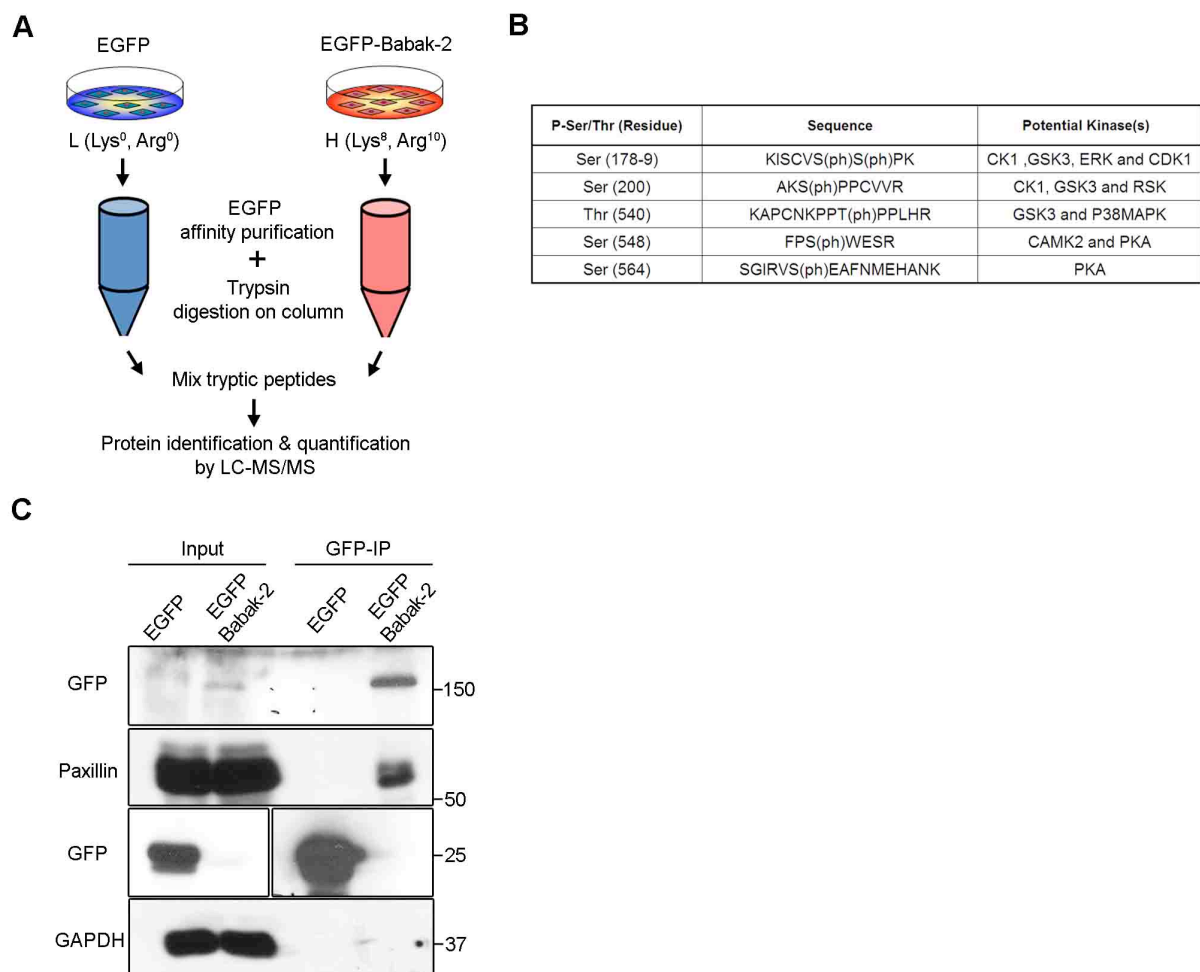 A
EGFP
EGFP-Babak-2
L (Lys⁰, Arg⁰)
H (Lys⁸, Arg¹⁰)
EGFP
affinity purification
+
Trypsin
digestion on column
Mix tryptic peptides
Protein identification & quantification
by LC-MS/MS
B
P-Ser/Thr (Residue) Sequence Potential Kinase(s)
Ser (178-9) KISCVS(ph)S(ph)PK CK1 ,GSK3, ERK and CDK1
Ser (200) AKS(ph)PPCVVR CK1, GSK3 and RSK
Thr (540) KAPCNKPPT(ph)PPLHR GSK3 and P38MAPK
Ser (548) FPS(ph)WESR CAMK2 and PKA
Ser (564) SGIRVS(ph)EAFNMEHANK PKA
C
Input GFP-IP
EGFP
EGFP
Babak-2
EGFP
EGFP
Babak-2
GFP 150
Paxillin 50
GFP 25
GAPDH 37